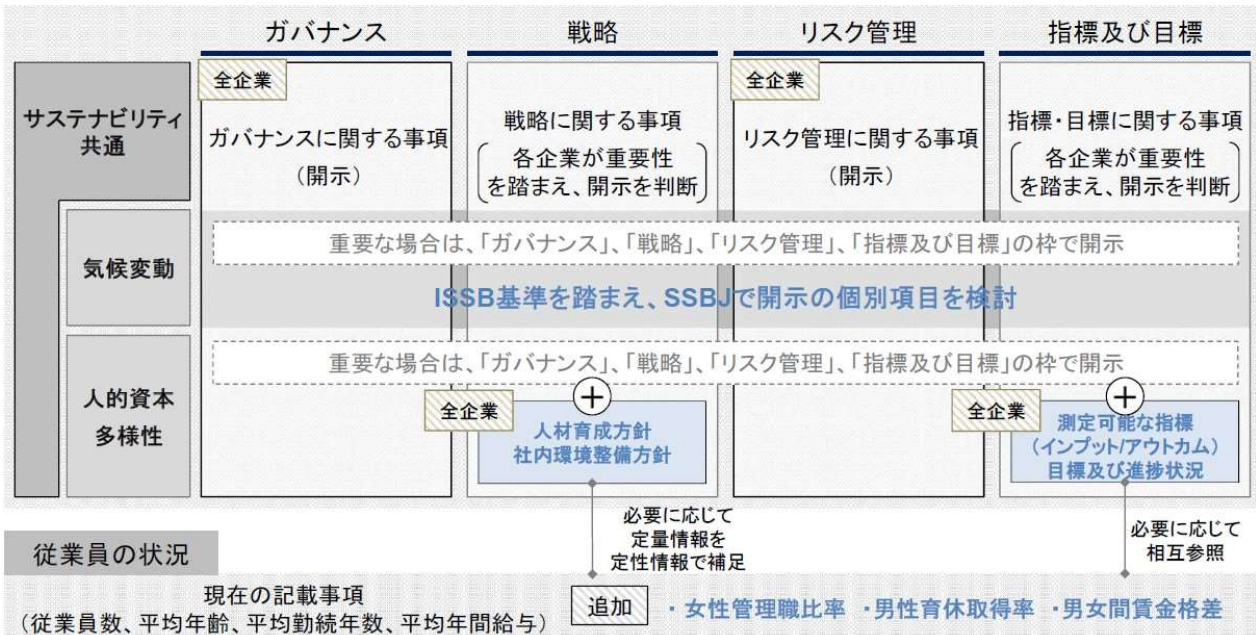 ガバナンス
戦略
リスク管理
指標及び目標
サステナビリティ
共通
全企業
ガバナンスに関する事項
（開示）
戦略に関する事項
各企業が重要性
を踏まえ、開示を判断
全企業
リスク管理に関する事項
（開示）
指標・目標に関する事項
各企業が重要性
を踏まえ、開示を判断
気候変動
重要な場合は、「ガバナンス」、「戦略」、「リスク管理」、「指標及び目標」の枠で開示
ISSB基準を踏まえ、SSBJで開示の個別項目を検討
人的資本
多様性
重要な場合は、「ガバナンス」、「戦略」、「リスク管理」、「指標及び目標」の枠で開示
全企業
＋
人材育成方針
社内環境整備方針
全企業
＋
測定可能な指標
（インプット/アウトカム）
目標及び進捗状況
必要に応じて
定量情報を
定性情報で補足
必要に応じて
相互参照
従業員の状況
現在の記載事項
（従業員数、平均年齢、平均勤続年数、平均年間給与）
追加
・女性管理職比率 ・男性育休取得率 ・男女間賃金格差